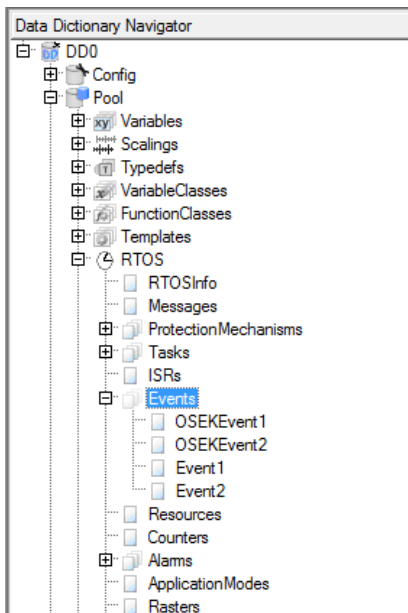 Data Dictionary Navigator
DD0
Config
Pool
Variables
Scalings
Typedefs
VariableClasses
FunctionClasses
Templates
RTOS
RTOSInfo
Messages
ProtectionMechanisms
Tasks
ISRs
Events
OSEKEvent1
OSEKEvent2
Event1
Event2
Resources
Counters
Alarms
ApplicationModes
Rasters